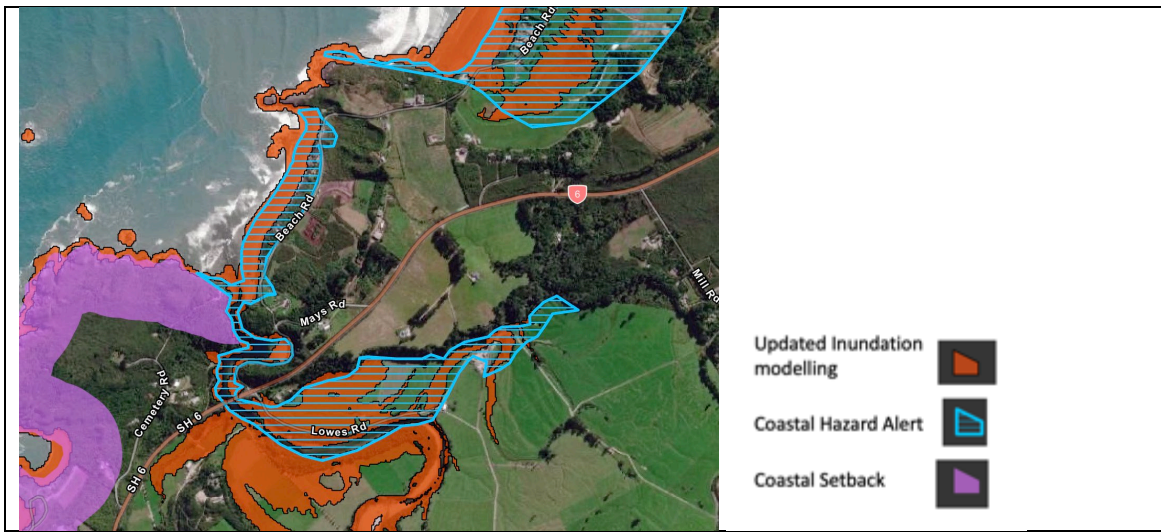 Beach Rd
6
Beach Rd
Mill Rd
Mays Rd
Cemetery Rd
SH 6
Lowes Rd
SH 6
Updated Inundation
modelling
Coastal Hazard Alert
Coastal Setback